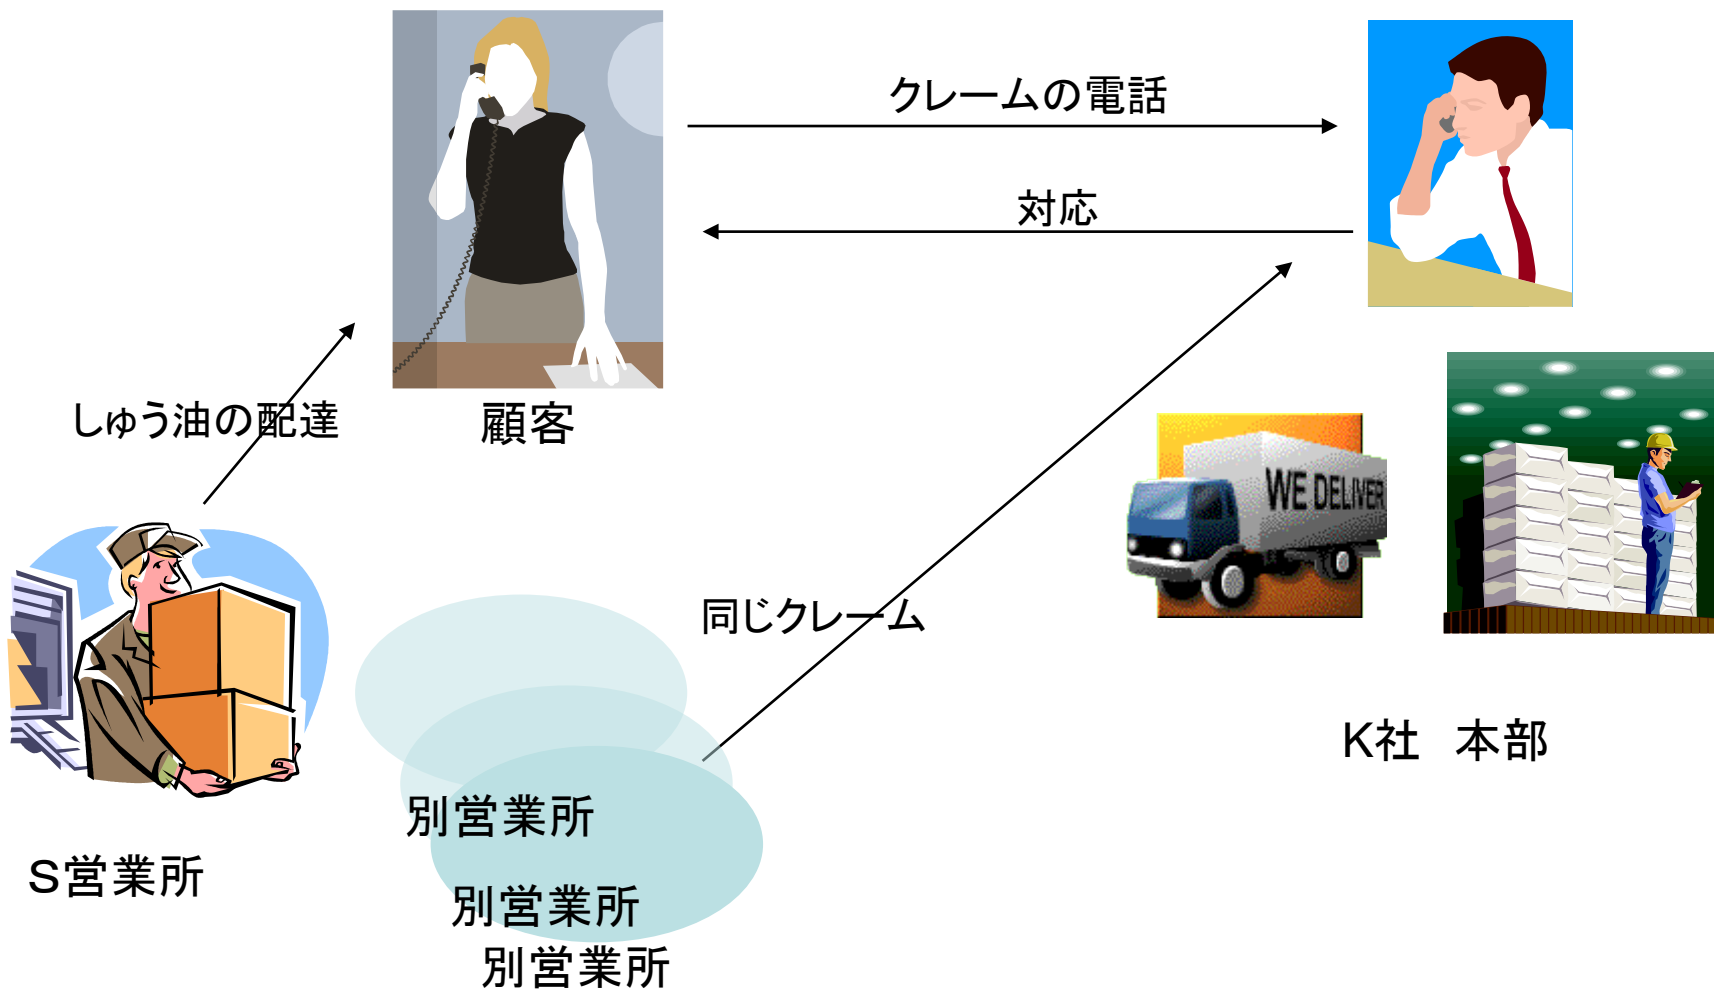 クレームの電話
対応
しゅう油の配達
顧客
WE DELIVER
同じクレーム
K社　本部
別営業所
S営業所
別営業所
別営業所